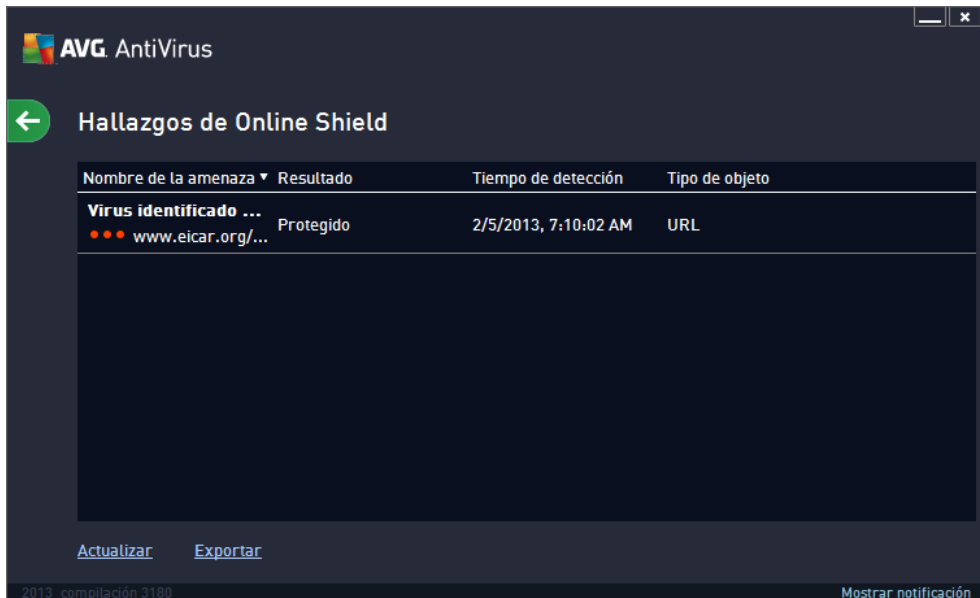 AVG. AntiVirus
Hallazgos de Online Shield
Nombre de la amenaza Resultado Tiempo de detección Tipo de objeto
Virus identificado ...
www.eicar.org/... Protegido 2/5/2013, 7:10:02 AM URL
Actualizar Exportar
2013 compilación 3180 Mostrar notificación